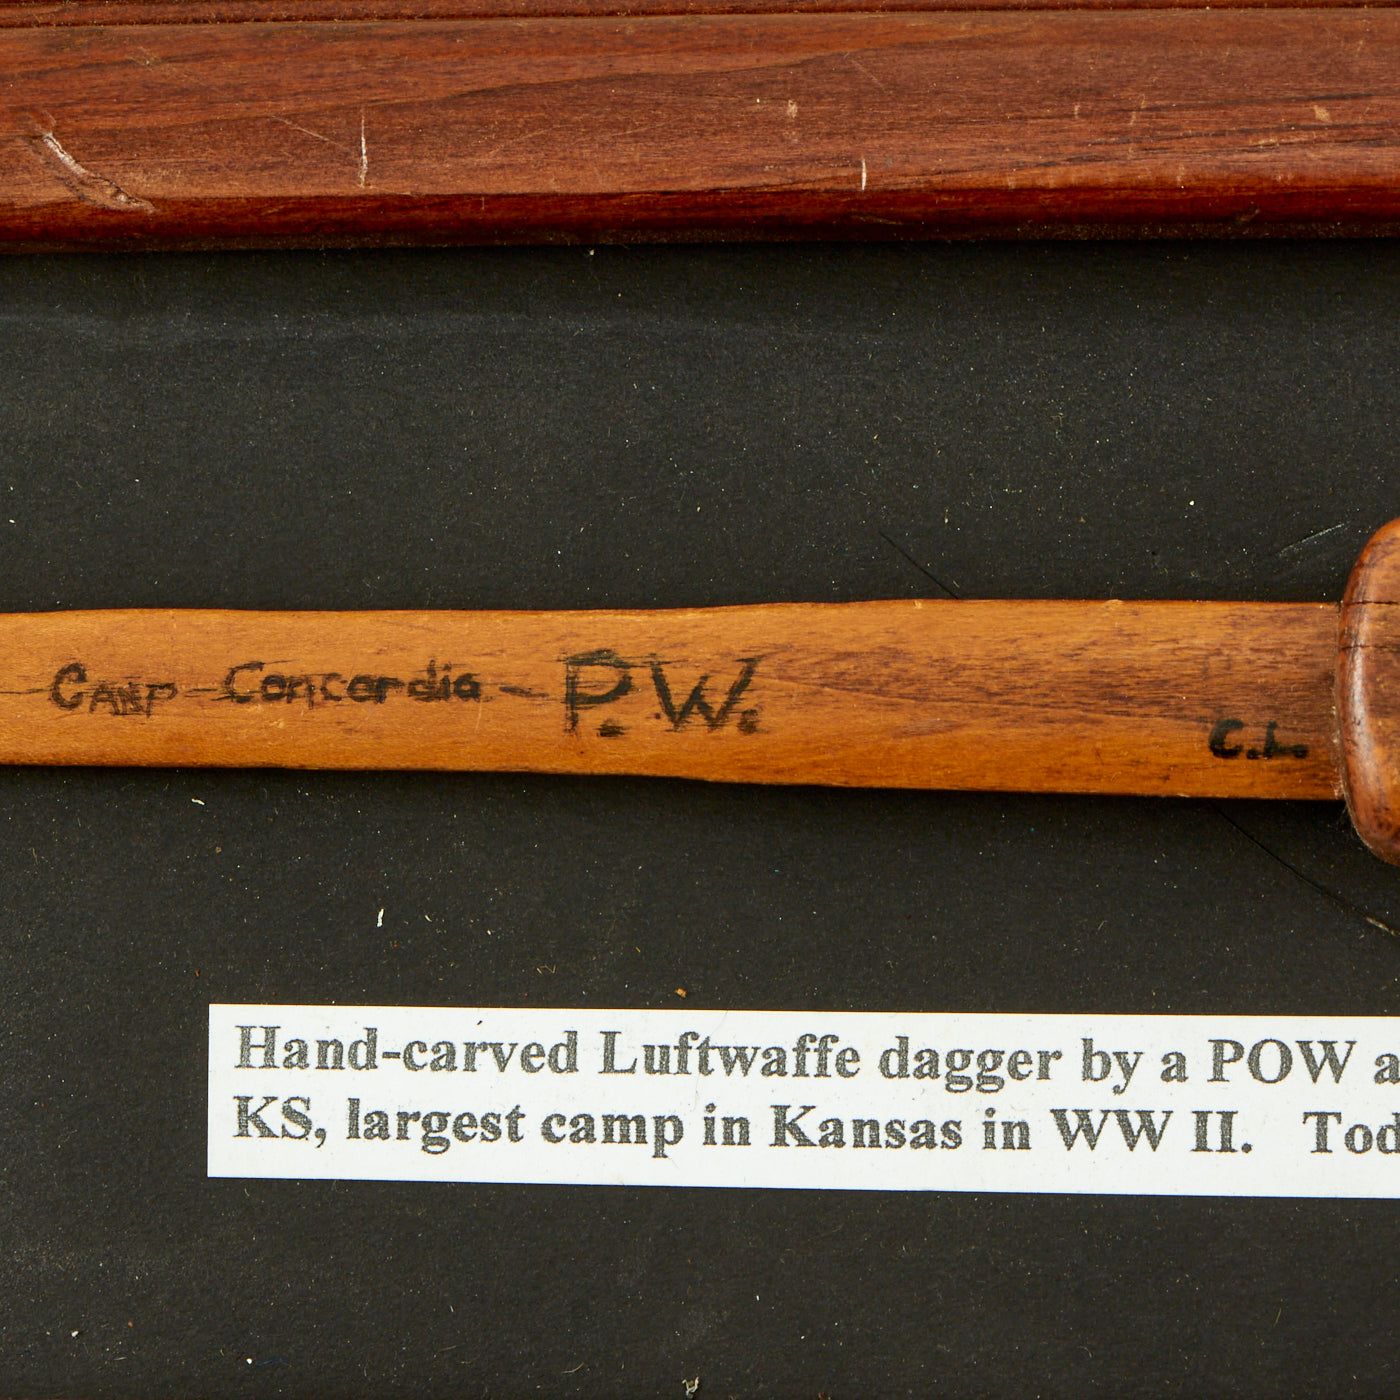 Camp - Concordia - P.W.
C.L.
Hand-carved Luftwaffe dagger by a POW a
KS, largest camp in Kansas in WW II. Tod